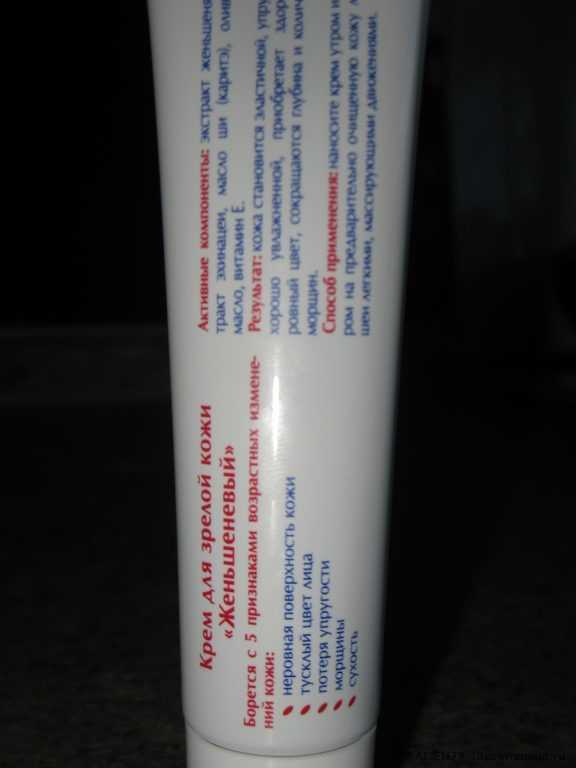 Крем для зрелой кожи
«Женьшеневый»
Борется с 5 признаками возрастных измене-
ний кожи:
неровная поверхность кожи
тусклый цвет лица
потеря упругости
морщины
сухость
Активные компоненты: экстракт женьшеня
тракт эхинацеи, масло ши (каритэ), олив
масло, витамин Е.
Результат: кожа становится эластичной, упру
хорошо увлажненной, приобретает здор
ровный цвет, сокращаются глубина и колич
морщин.
Способ применения: наносите крем утром и
ром на предварительно очищенную кожу л
шеи легкими, массирующими движениями.